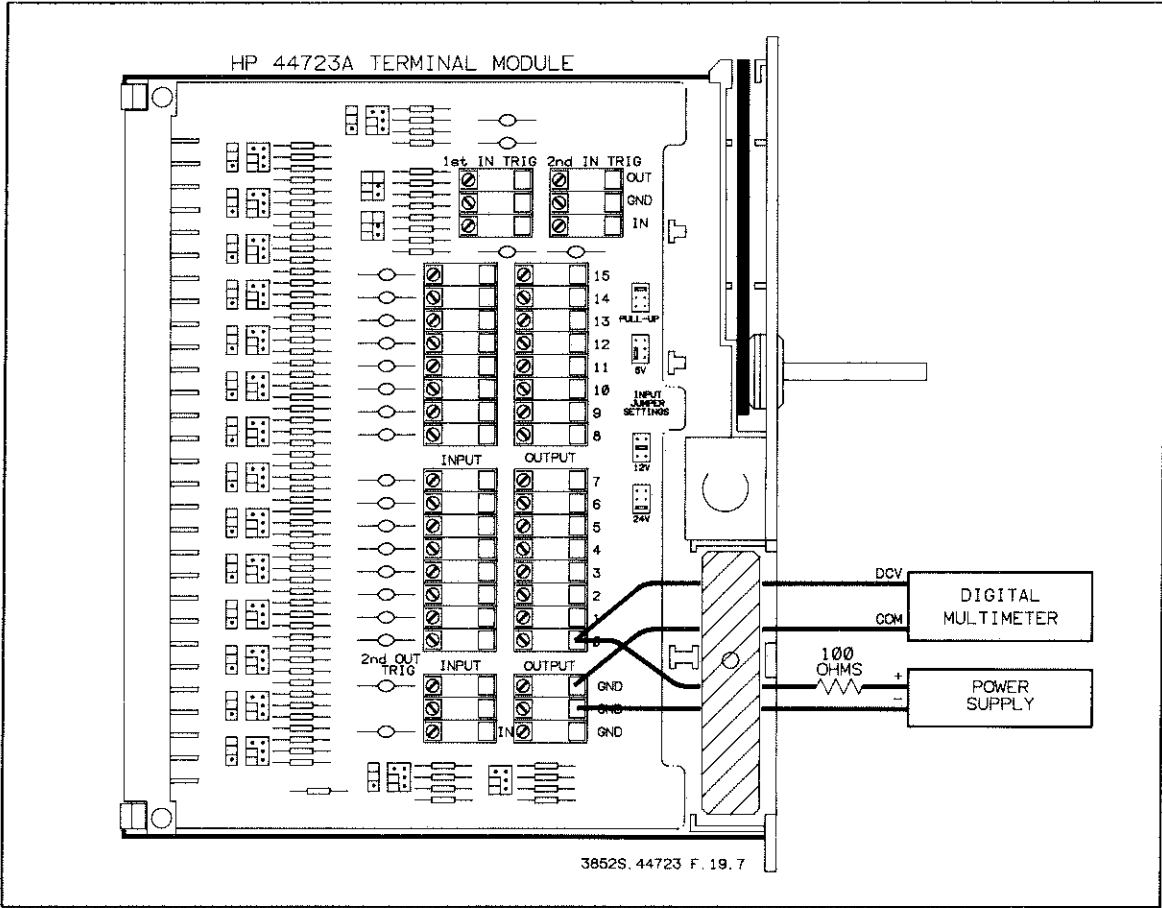 HP 44723A TERMINAL MODULE
1st IN TRIG 2nd IN TRIG
OUT
GND
IN
15
14
13
12
11
10
9
8
PULL-UP
5V
INPUT
JUMPER
SETTINGS
12V
24V
INPUT OUTPUT
7
6
5
4
3
2
1
0
DCV
COM
DIGITAL
MULTIMETER
100
OHMS
+
-
POWER
SUPPLY
2nd OUT
TRIG
INPUT OUTPUT
GND
GND
IN GND
3852S.44723 F.19.7